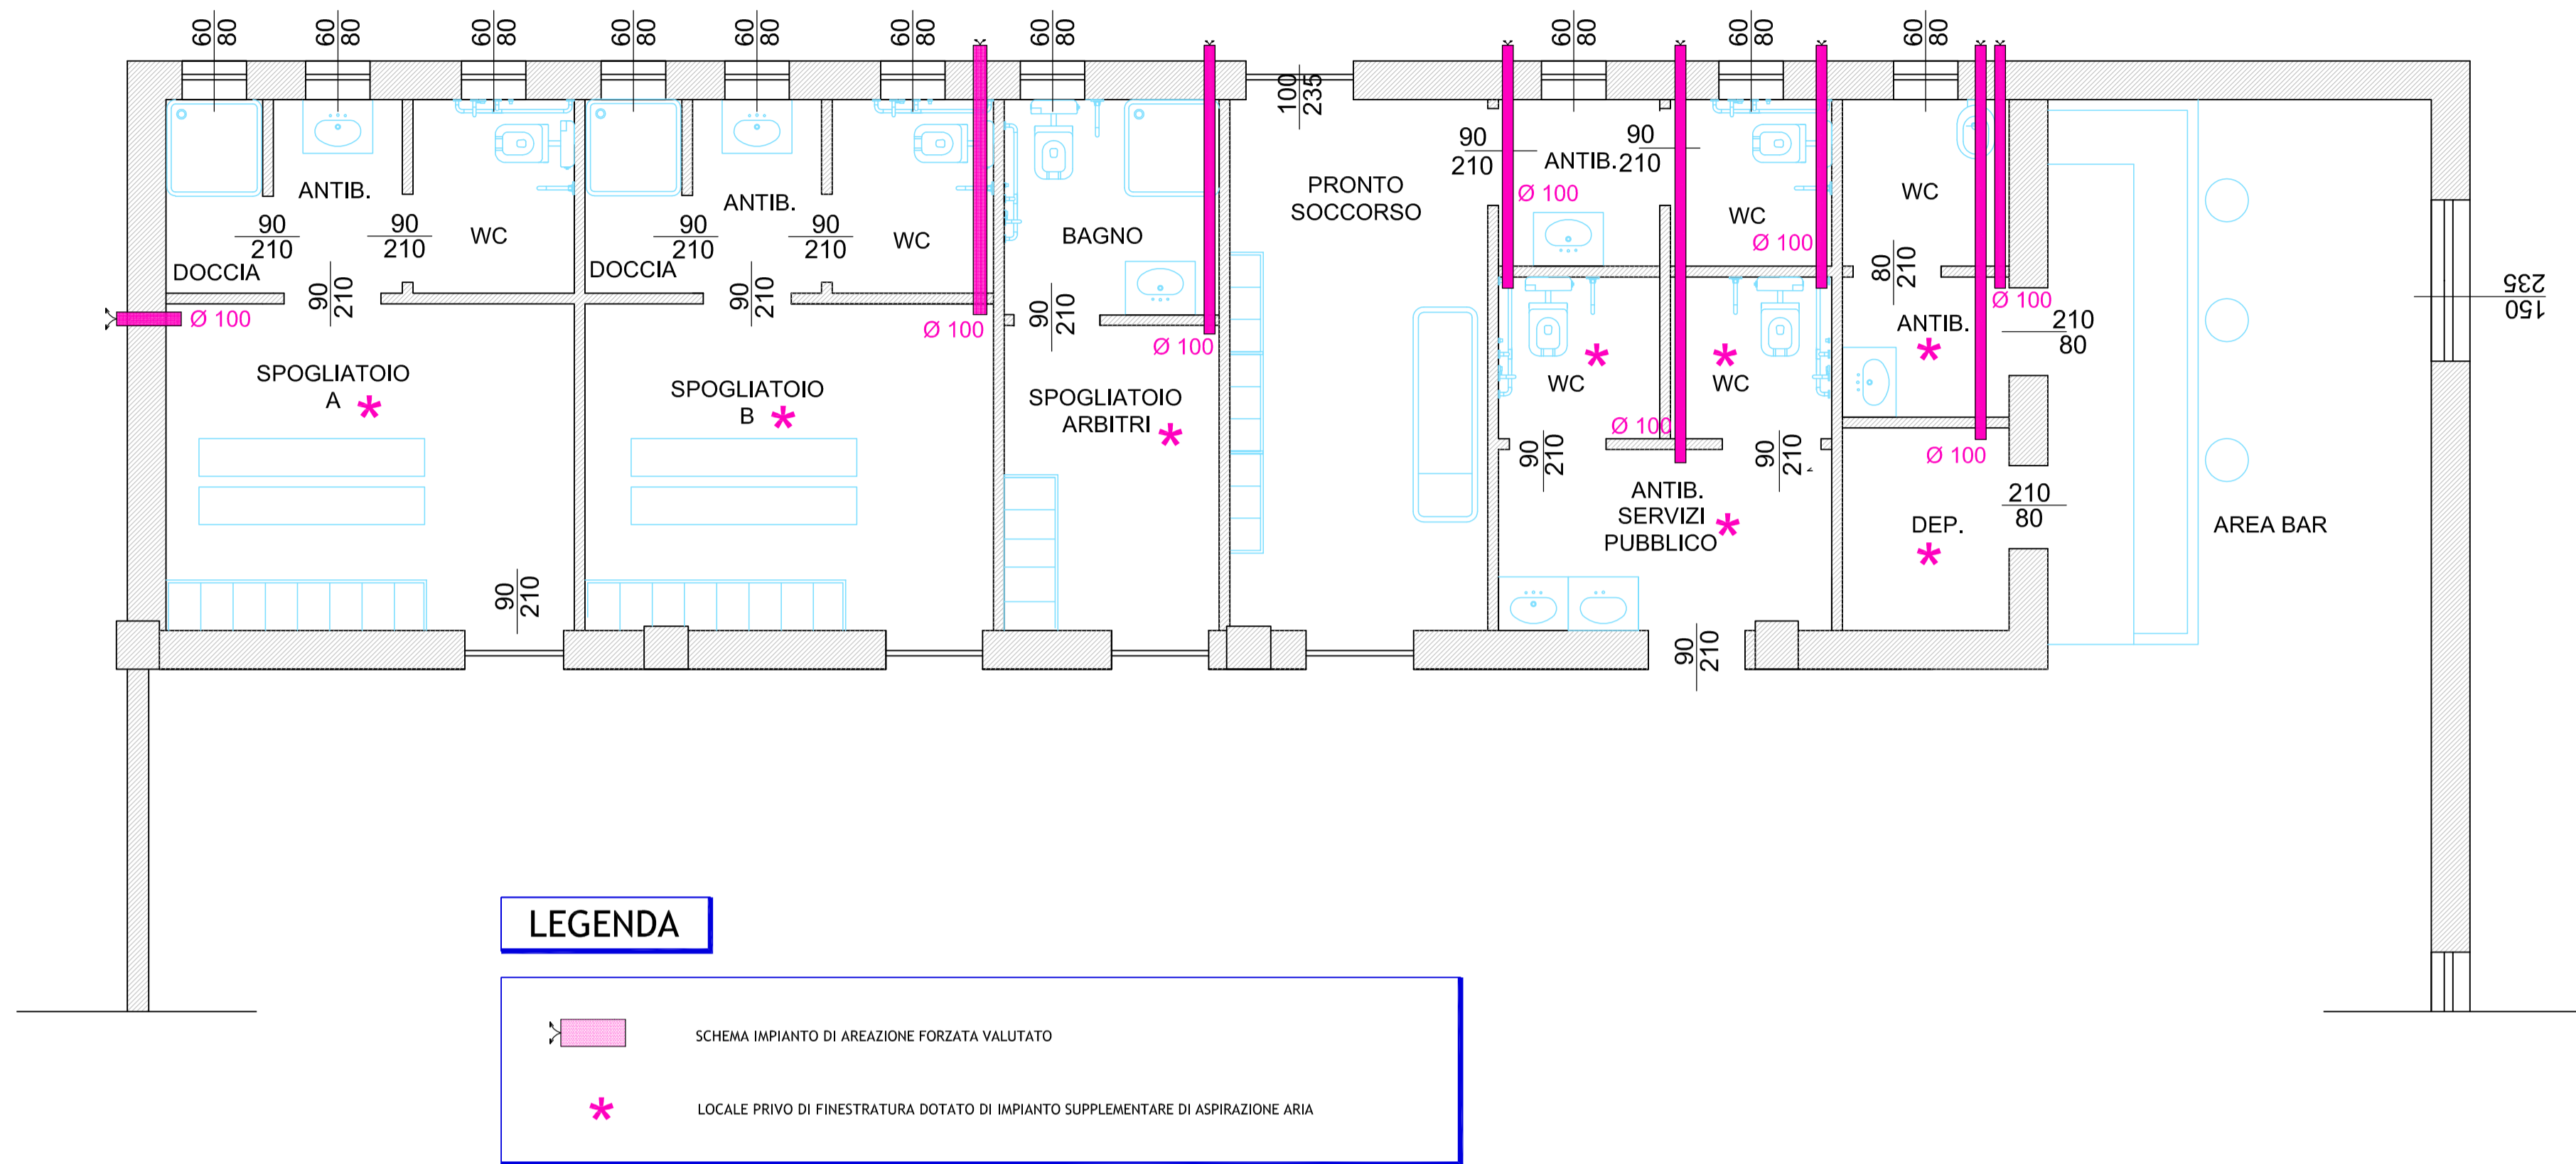 60 80
60 80
60 80
60 80
60 80
60 80
60 80
60 80
60 80
60 80
100 235
90 210
ANTIB.
90 210
Ø 100
ANTIB.
90 210
90 210
WC
DOCCIA
90 210
Ø 100
ANTIB.
90 210
90 210
WC
DOCCIA
90 210
Ø 100
BAGNO
90 210
Ø 100
PRONTO
SOCCORSO
WC
Ø 100
WC
80 210
Ø 100
ANTIB.
210
80
235
150
SPOGLIATOIO
A *
SPOGLIATOIO
B *
SPOGLIATOIO
ARBITRI *
*
WC
*
WC
*
Ø 100
90 210
90 210
Ø 100
ANTIB.
SERVIZI
PUBBLICO *
DEP.
*
210
80
AREA BAR
90 210
90 210
LEGENDA
SCHEMA IMPIANTO DI AREAZIONE FORZATA VALUTATO
* LOCALE PRIVO DI FINESTRATURA DOTATO DI IMPIANTO SUPPLEMENTARE DI ASPIRAZIONE ARIA